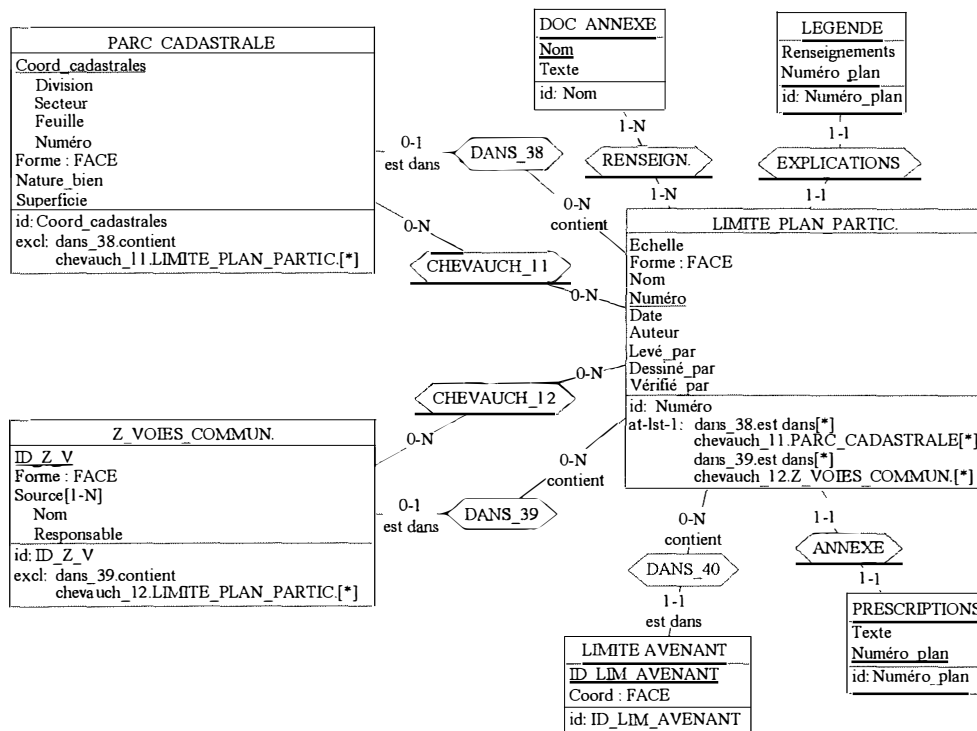 PARC_CADASTRALE
Coord_cadastrales
Division
Secteur
Feuille
Numéro
Forme : FACE
Nature_bien
Superficie
id: Coord_cadastrales
excl: dans_38.contient
chevauch_11.LIMITE_PLAN_PARTIC.[*]
DOC_ANNEXE
Nom
Texte
id: Nom
LEGENDE
Renseignements
Numéro_plan
id: Numéro_plan
1-N
RENSEIGN.
1-N
1-1
EXPLICATIONS
1-1
0-1
est dans
DANS_38
0-N
contient
0-N
CHEVAUCH_11
0-N
LIMITE_PLAN_PARTIC.
Echelle
Forme : FACE
Nom
Numéro
Date
Auteur
Levé_par
Dessiné_par
Vérifié_par
id: Numéro
at-lst-1: dans_38.est dans[*]
chevauch_11.PARC_CADASTRALE[*]
dans_39.est dans[*]
chevauch_12.Z_VOIES_COMMUN.[*]
0-N
CHEVAUCH_12
0-N
Z_VOIES_COMMUN.
ID_Z_V
Forme : FACE
Source[1-N]
Nom
Responsable
id: ID_Z_V
excl: dans_39.contient
chevauch_12.LIMITE_PLAN_PARTIC.[*]
0-N
contient
0-1
est dans
DANS_39
0-N
contient
DANS_40
1-1
est dans
LIMITE AVENANT
ID_LIM_AVENANT
Coord : FACE
id: ID_LIM_AVENANT
1-1
ANNEXE
1-1
PRESCRIPTIONS
Texte
Numéro_plan
id: Numéro_plan